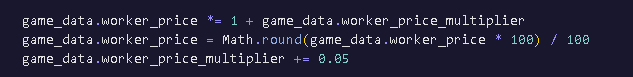 game_data.worker_price *= 1 + game_data.worker_price_multiplier
game_data.worker_price = Math.round(game_data.worker_price * 100) / 100
game_data.worker_price_multiplier += 0.05